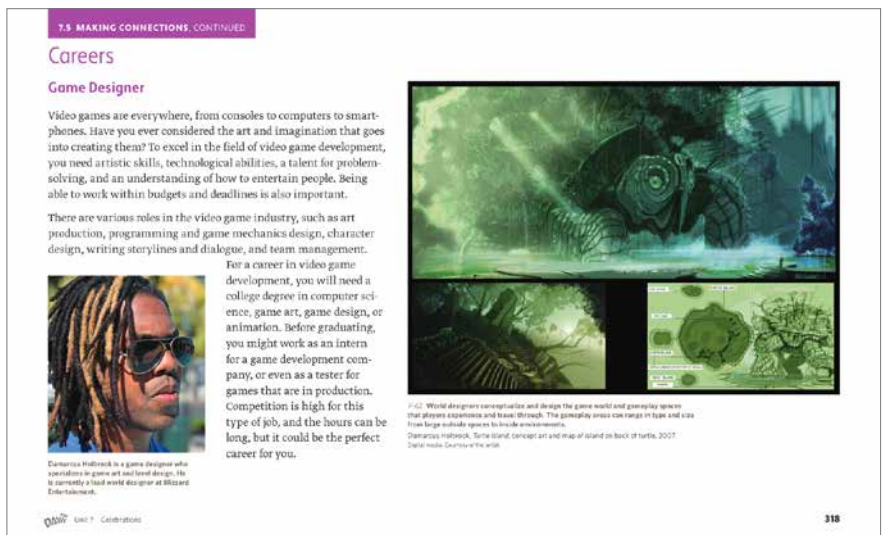 7.5 MAKING CONNECTIONS, CONTINUED
Careers
Game Designer
Video games are everywhere, from consoles to computers to smart-
phones. Have you ever considered the art and imagination that goes
into creating them? To excel in the field of video game development,
you need artistic skills, technological abilities, a talent for problem-
solving, and an understanding of how to entertain people. Being
able to work within budgets and deadlines is also important.
There are various roles in the video game industry, such as art
production, programming and game mechanics design, character
design, writing storylines and dialogue, and team management.
For a career in video game
development, you will need a
college degree in computer sci-
ence, game art, game design, or
animation. Before graduating,
you might work as an intern
for a game development com-
pany, or even as a tester for
games that are in production.
Competition is high for this
type of job, and the hours can be
long, but it could be the perfect
career for you.
Damarcus Holbrook is a game designer who
specializes in game art and level design. He
is currently a lead world designer at Blizzard
Entertainment.
F-62 World designers conceptualize and design the game world and gameplay spaces
that players experience and travel through. The gameplay areas can range in type and size
from large outside spaces to inside environments.
Damarcus Holbrook, Turtle Island, concept art and map of island on back of turtle, 2007.
Digital media. Courtesy of the artist.
Unit 7 Celebrations
318